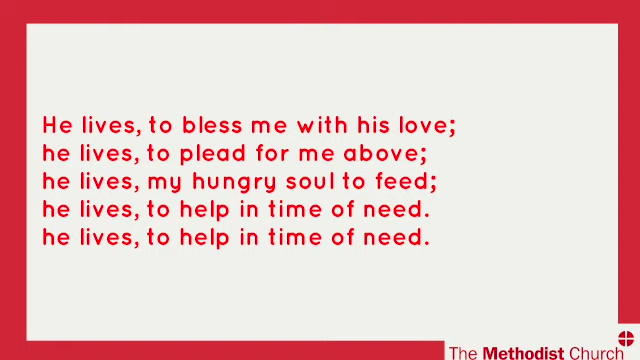 He lives, to bless me with his love;
he lives, to plead for me above;
he lives, my hungry soul to feed;
he lives, to help in time of need.
he lives, to help in time of need.
The Methodist Church